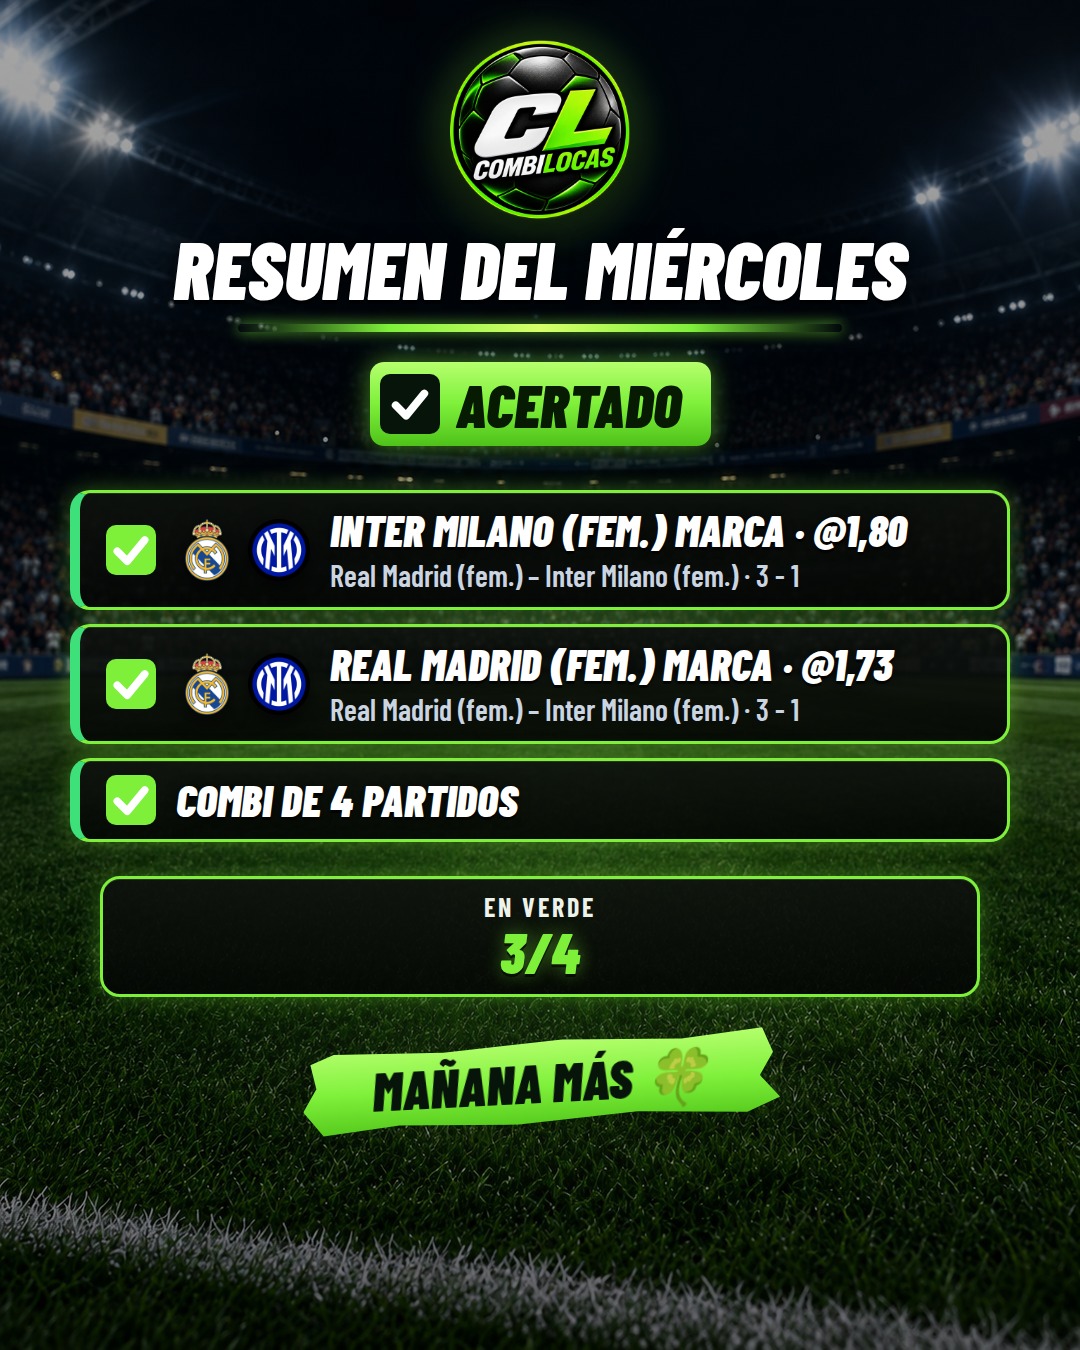 CL
COMBILOCAS
RESUMEN DEL MIÉRCOLES
ACERTADO
INTER MILANO (FEM.) MARCA · @1,80
Real Madrid (fem.) – Inter Milano (fem.) · 3 - 1
REAL MADRID (FEM.) MARCA · @1,73
Real Madrid (fem.) – Inter Milano (fem.) · 3 - 1
COMBI DE 4 PARTIDOS
EN VERDE
3/4
MAÑANA MÁS 🍀